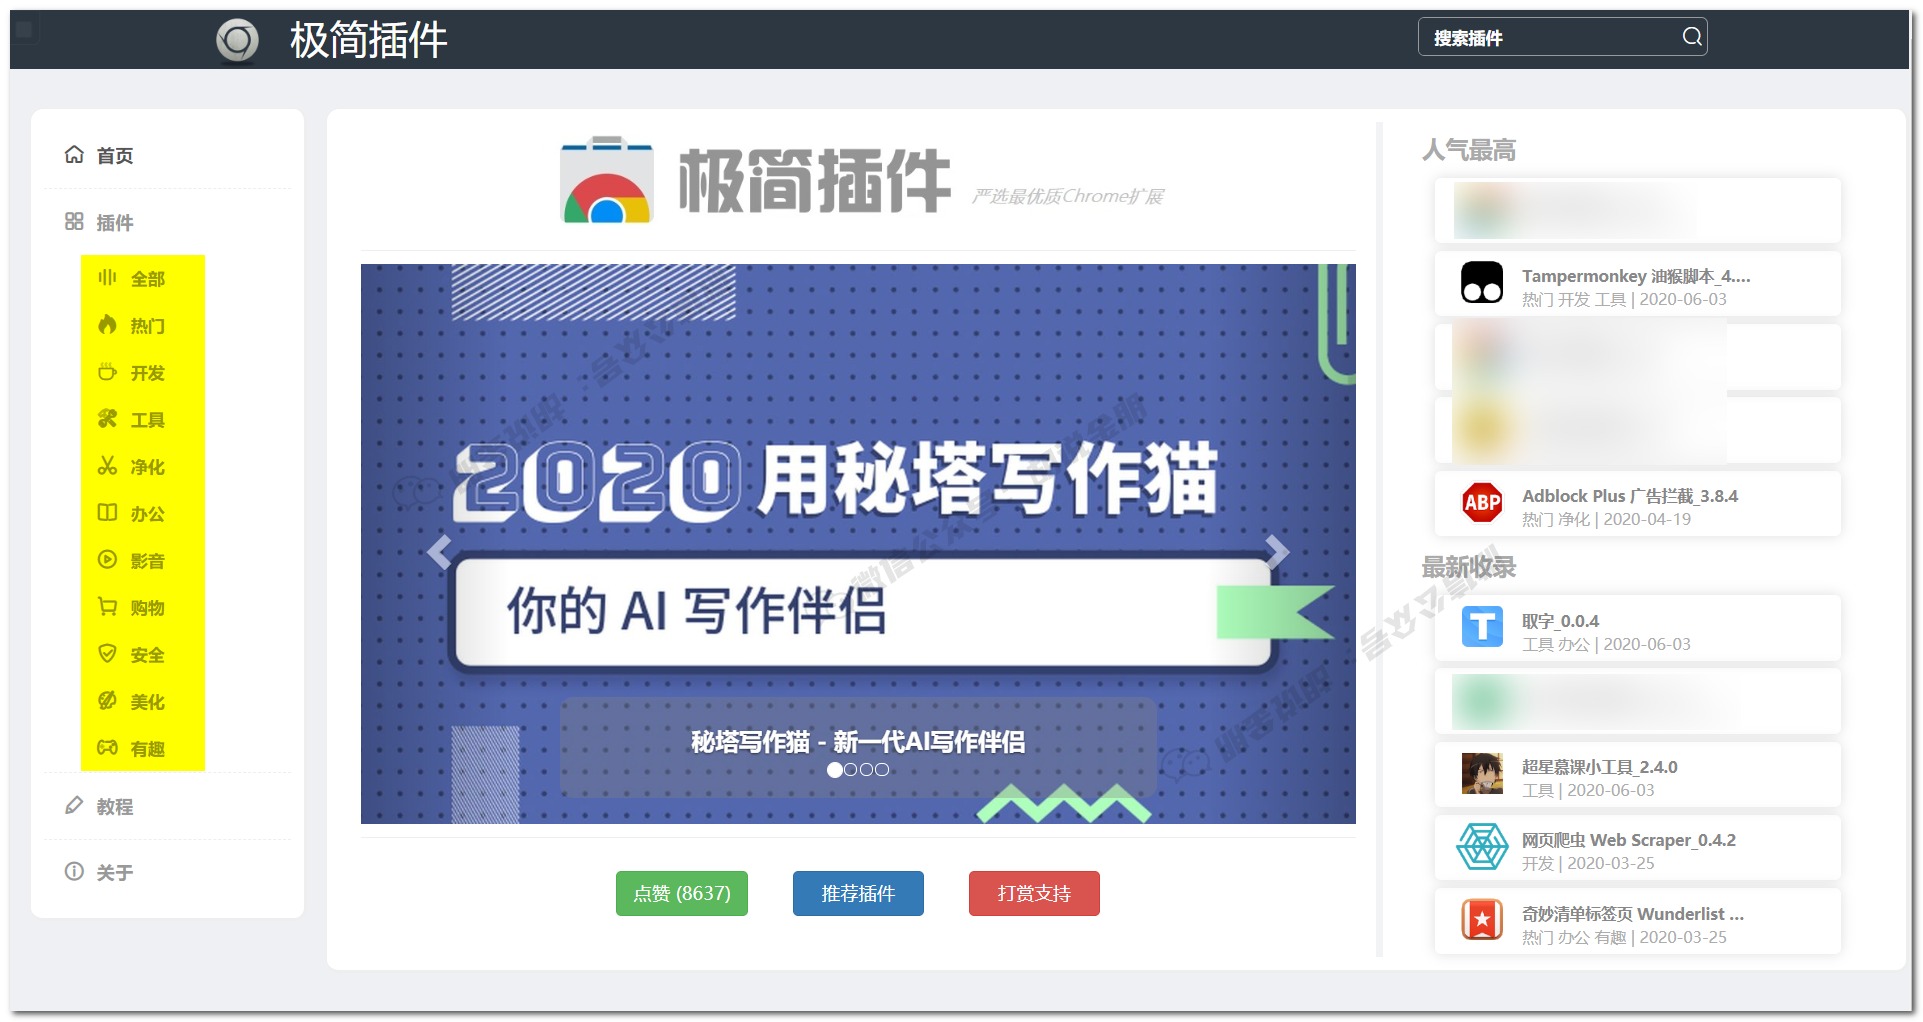 极简插件
搜索插件
首页
插件
全部
热门
开发
工具
净化
办公
影音
购物
安全
美化
有趣
教程
关于
极简插件
严选最优质Chrome扩展
2020 用秘塔写作猫
你的 AI 写作伴侣
秘塔写作猫 - 新一代AI写作伴侣
点赞 (8637)
推荐插件
打赏支持
人气最高
Tampermonkey 油猴脚本_4....
热门 开发 工具 | 2020-06-03
Adblock Plus 广告拦截_3.8.4
ABP
热门 净化 | 2020-04-19
最新收录
T
取字_0.0.4
工具 办公 | 2020-06-03
超星慕课小工具_2.4.0
工具 | 2020-06-03
网页爬虫 Web Scraper_0.4.2
开发 | 2020-03-25
奇妙清单标签页 Wunderlist ...
热门 办公 有趣 | 2020-03-25
微信公众号